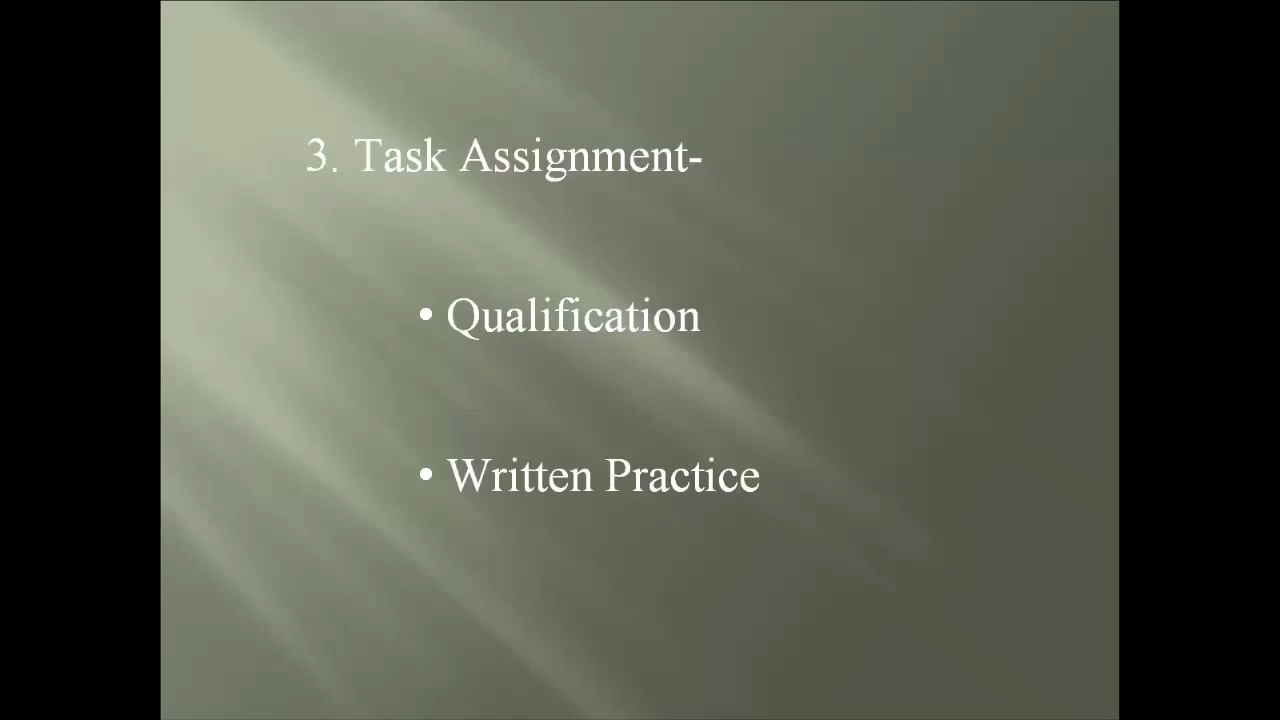 3. Task Assignment-
• Qualification
• Written Practice